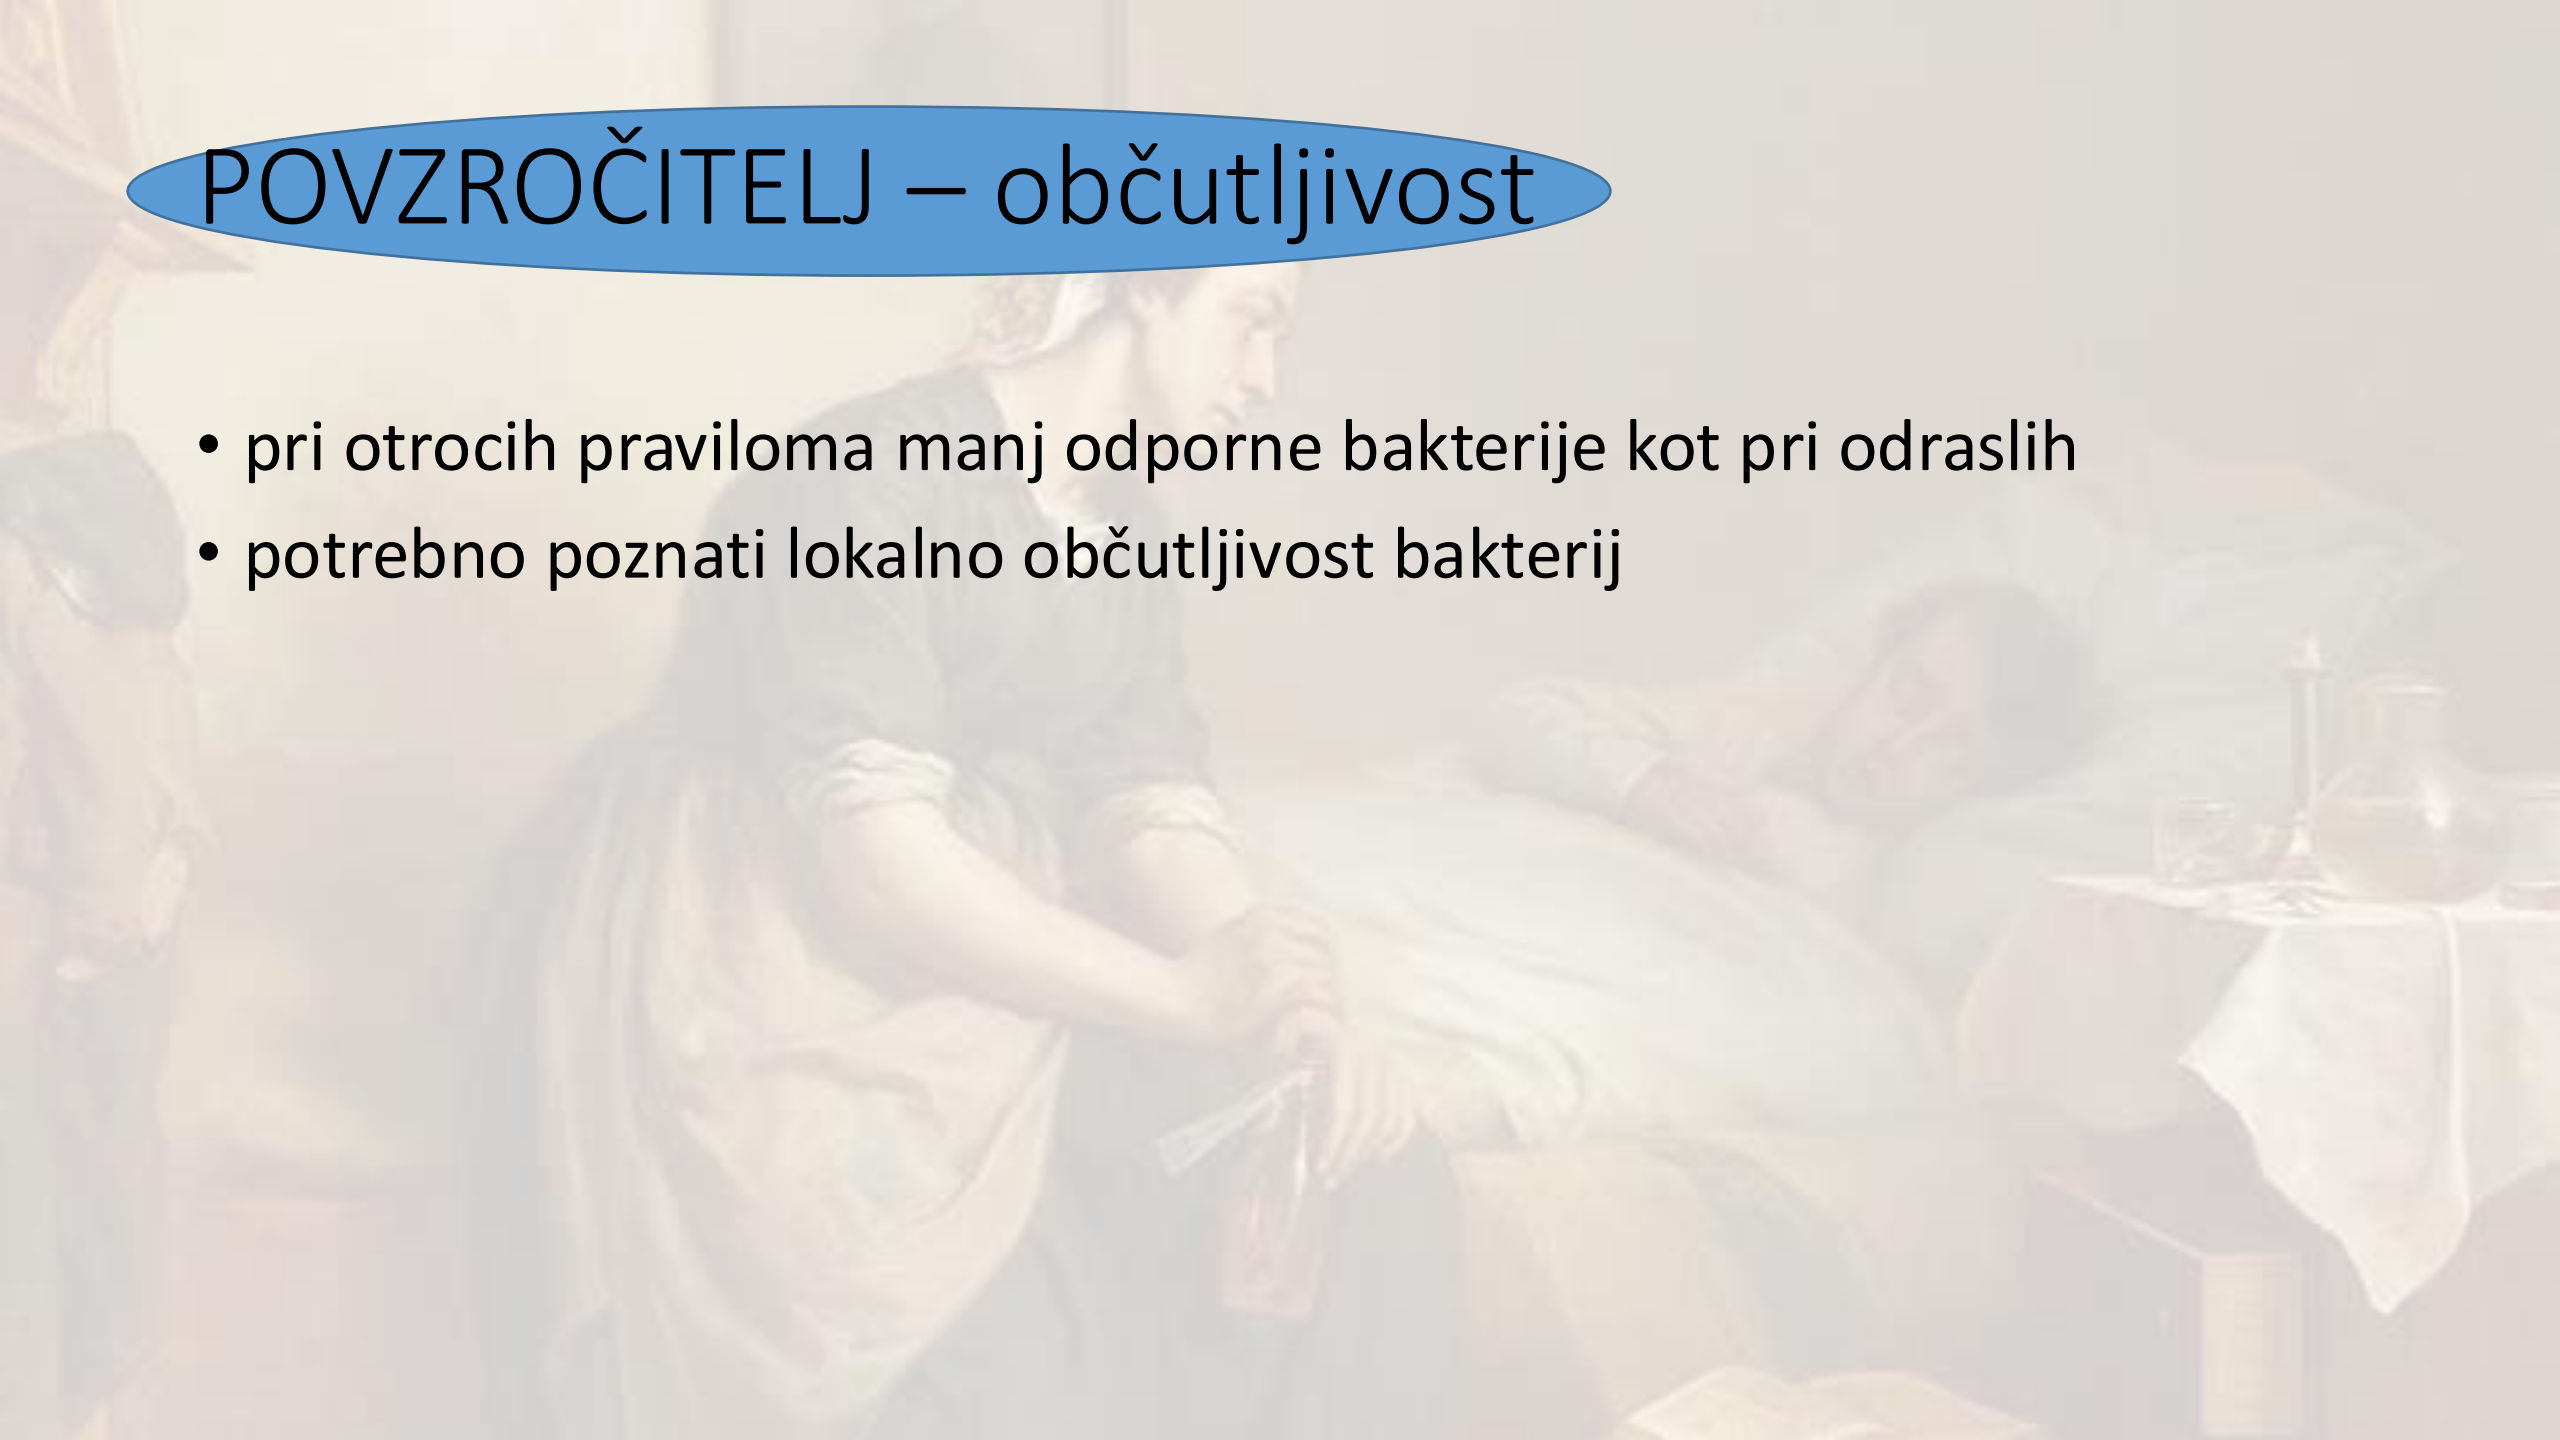 POVZROČITELJ – občutljivost
• pri otrocih praviloma manj odporne bakterije kot pri odraslih
• potrebno poznati lokalno občutljivost bakterij